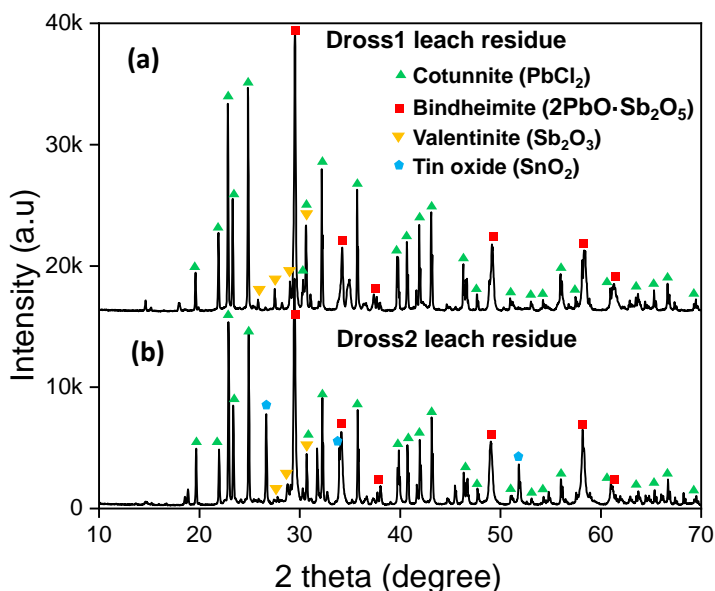 40k
30k
20k
10k
0
Intensity (a.u)
(a)
Dross1 leach residue
Cotunnite (PbCl₂)
Bindheimite (2PbO·Sb₂O₅)
Valentinite (Sb₂O₃)
Tin oxide (SnO₂)
(b)
Dross2 leach residue
10 20 30 40 50 60 70
2 theta (degree)